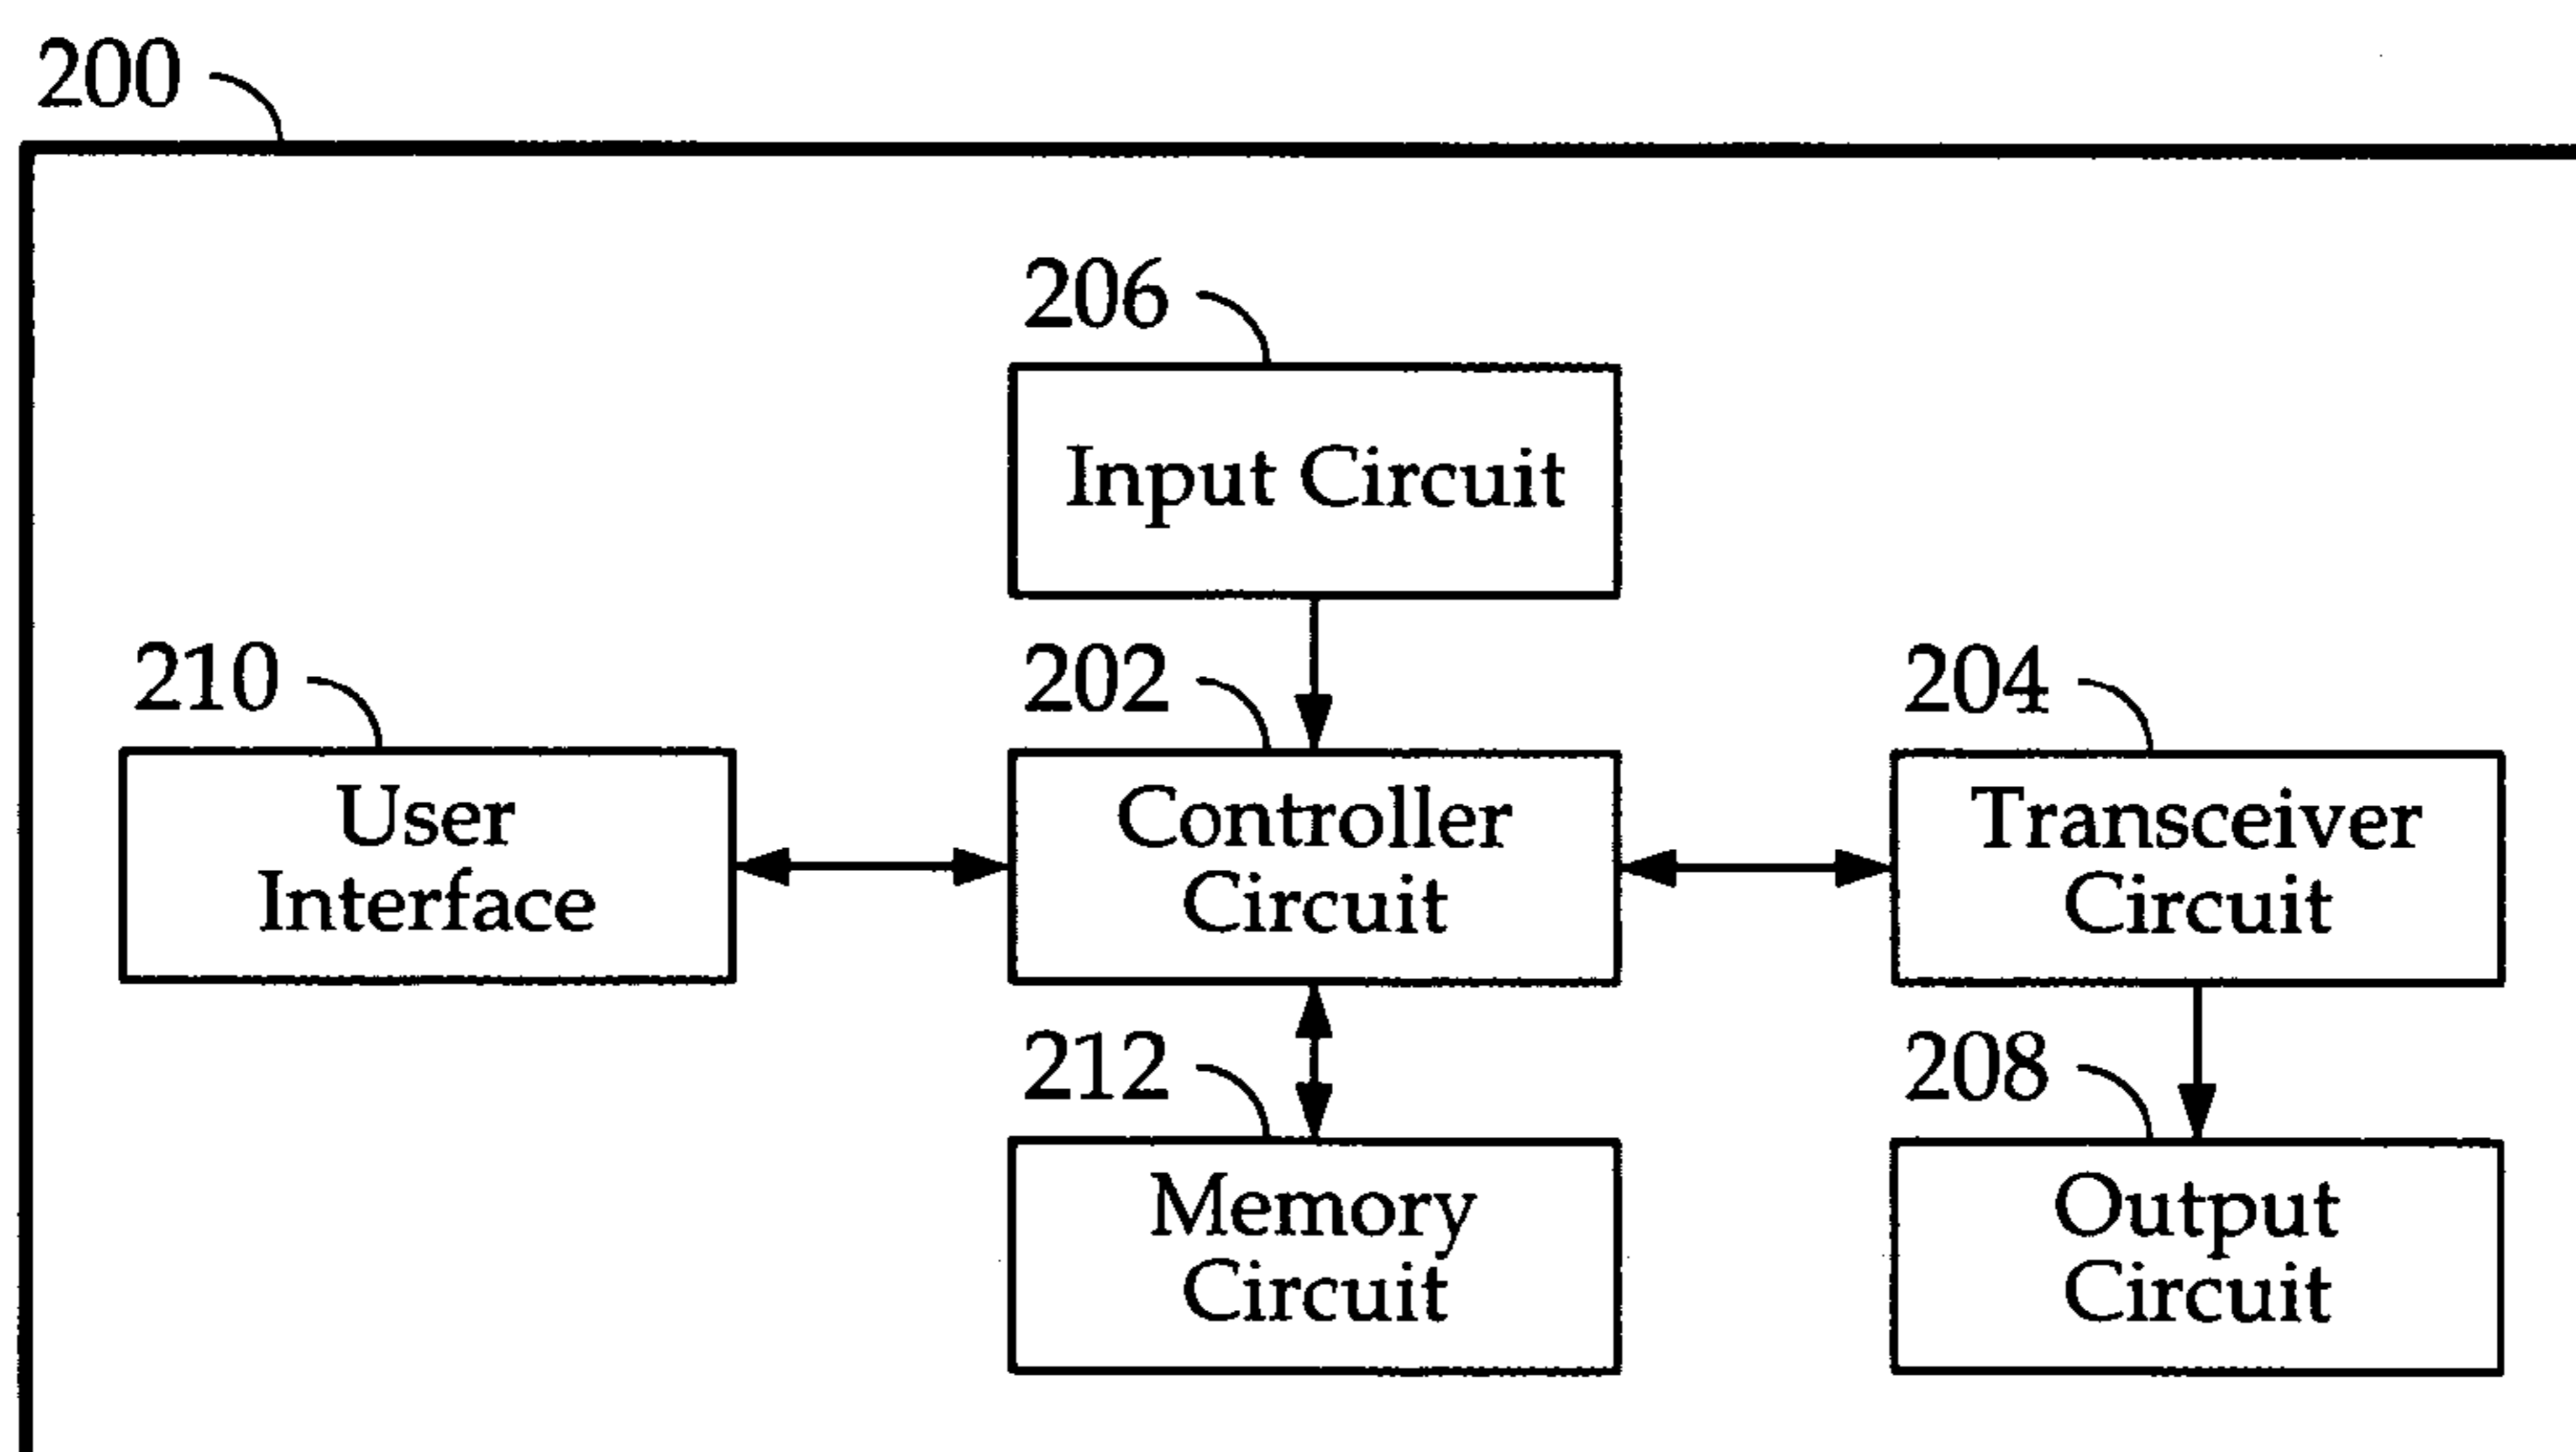 200
206
Input Circuit
210
202
204
User
Interface
Controller
Circuit
Transceiver
Circuit
212
208
Memory
Circuit
Output
Circuit